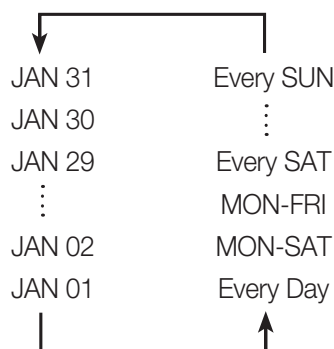 JAN 31
JAN 30
JAN 29
JAN 02
JAN 01
Every SUN
Every SAT
MON-FRI
MON-SAT
Every Day